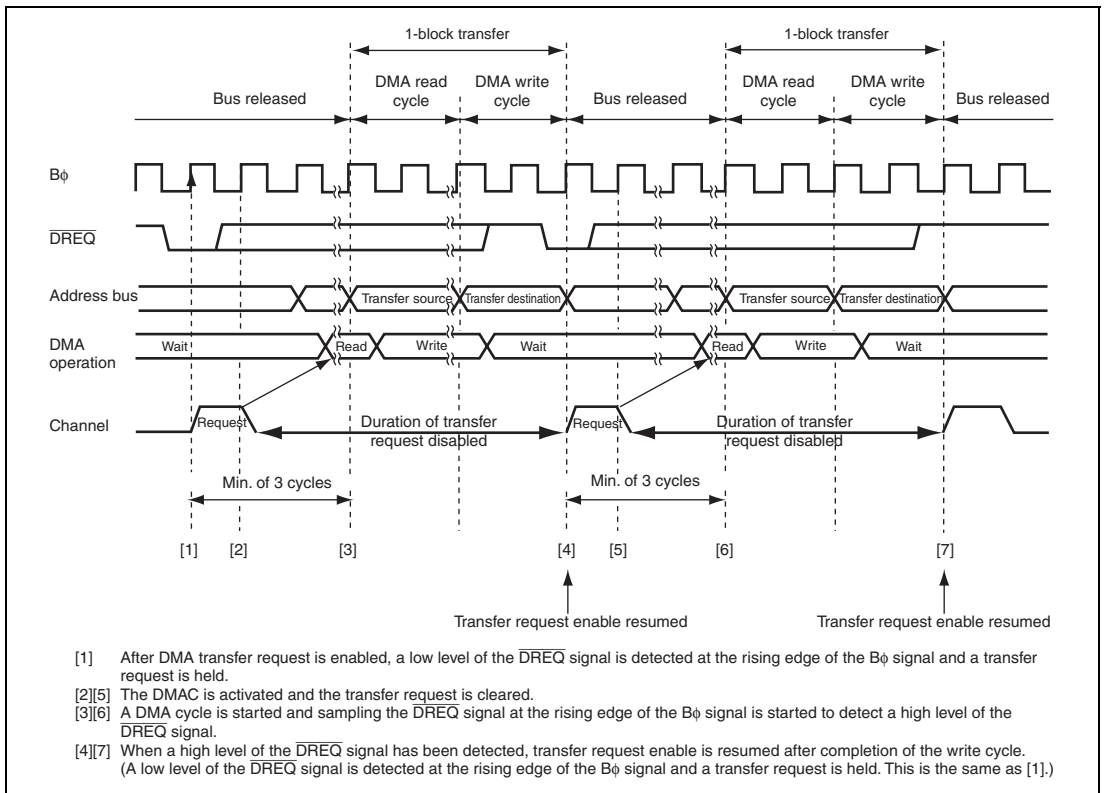 1-block transfer 1-block transfer
DMA read cycle DMA write cycle DMA read cycle DMA write cycle
Bus released Bus released Bus released
Bϕ
DREQ
Address bus Transfer source Transfer destination Transfer source Transfer destination
DMA operation Wait Read Write Wait Read Write Wait
Channel Request Duration of transfer request disabled Request Duration of transfer request disabled
Min. of 3 cycles Min. of 3 cycles
[1] [2] [3] [4] [5] [6] [7]
Transfer request enable resumed Transfer request enable resumed
[1] After DMA transfer request is enabled, a low level of the DREQ signal is detected at the rising edge of the Bϕ signal and a transfer
request is held.
[2][5] The DMAC is activated and the transfer request is cleared.
[3][6] A DMA cycle is started and sampling the DREQ signal at the rising edge of the Bϕ signal is started to detect a high level of the
DREQ signal.
[4][7] When a high level of the DREQ signal has been detected, transfer request enable is resumed after completion of the write cycle.
(A low level of the DREQ signal is detected at the rising edge of the Bϕ signal and a transfer request is held. This is the same as [1].)